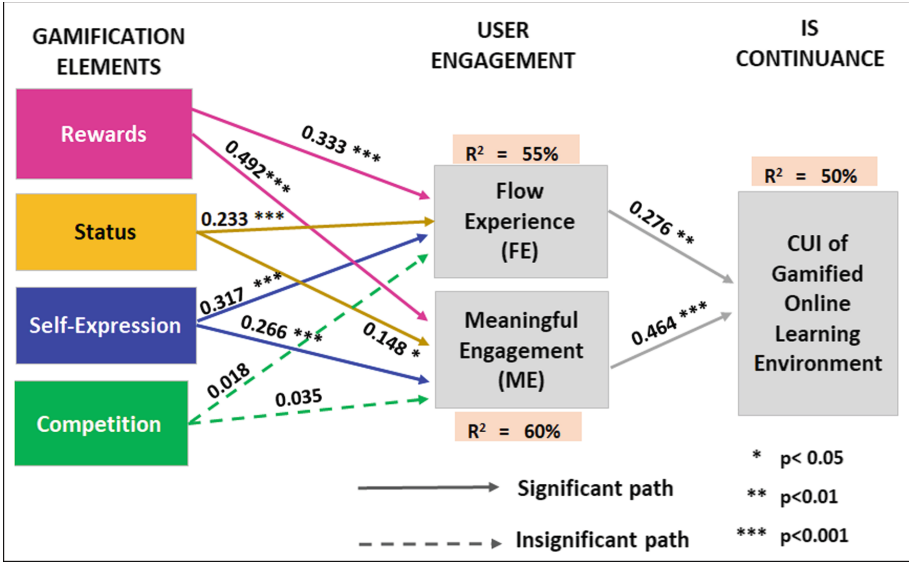 GAMIFICATION
ELEMENTS
USER
ENGAGEMENT
IS
CONTINUANCE
Rewards
Status
Self-Expression
Competition
0.333 ***
0.492***
0.233 ***
0.317 ***
0.266 ***
0.148 *
0.018
0.035
R² = 55%
Flow
Experience
(FE)
Meaningful
Engagement
(ME)
R² = 60%
0.276 **
0.464 ***
R² = 50%
CUI of
Gamified
Online
Learning
Environment
Significant path
Insignificant path
* p< 0.05
** p<0.01
*** p<0.001